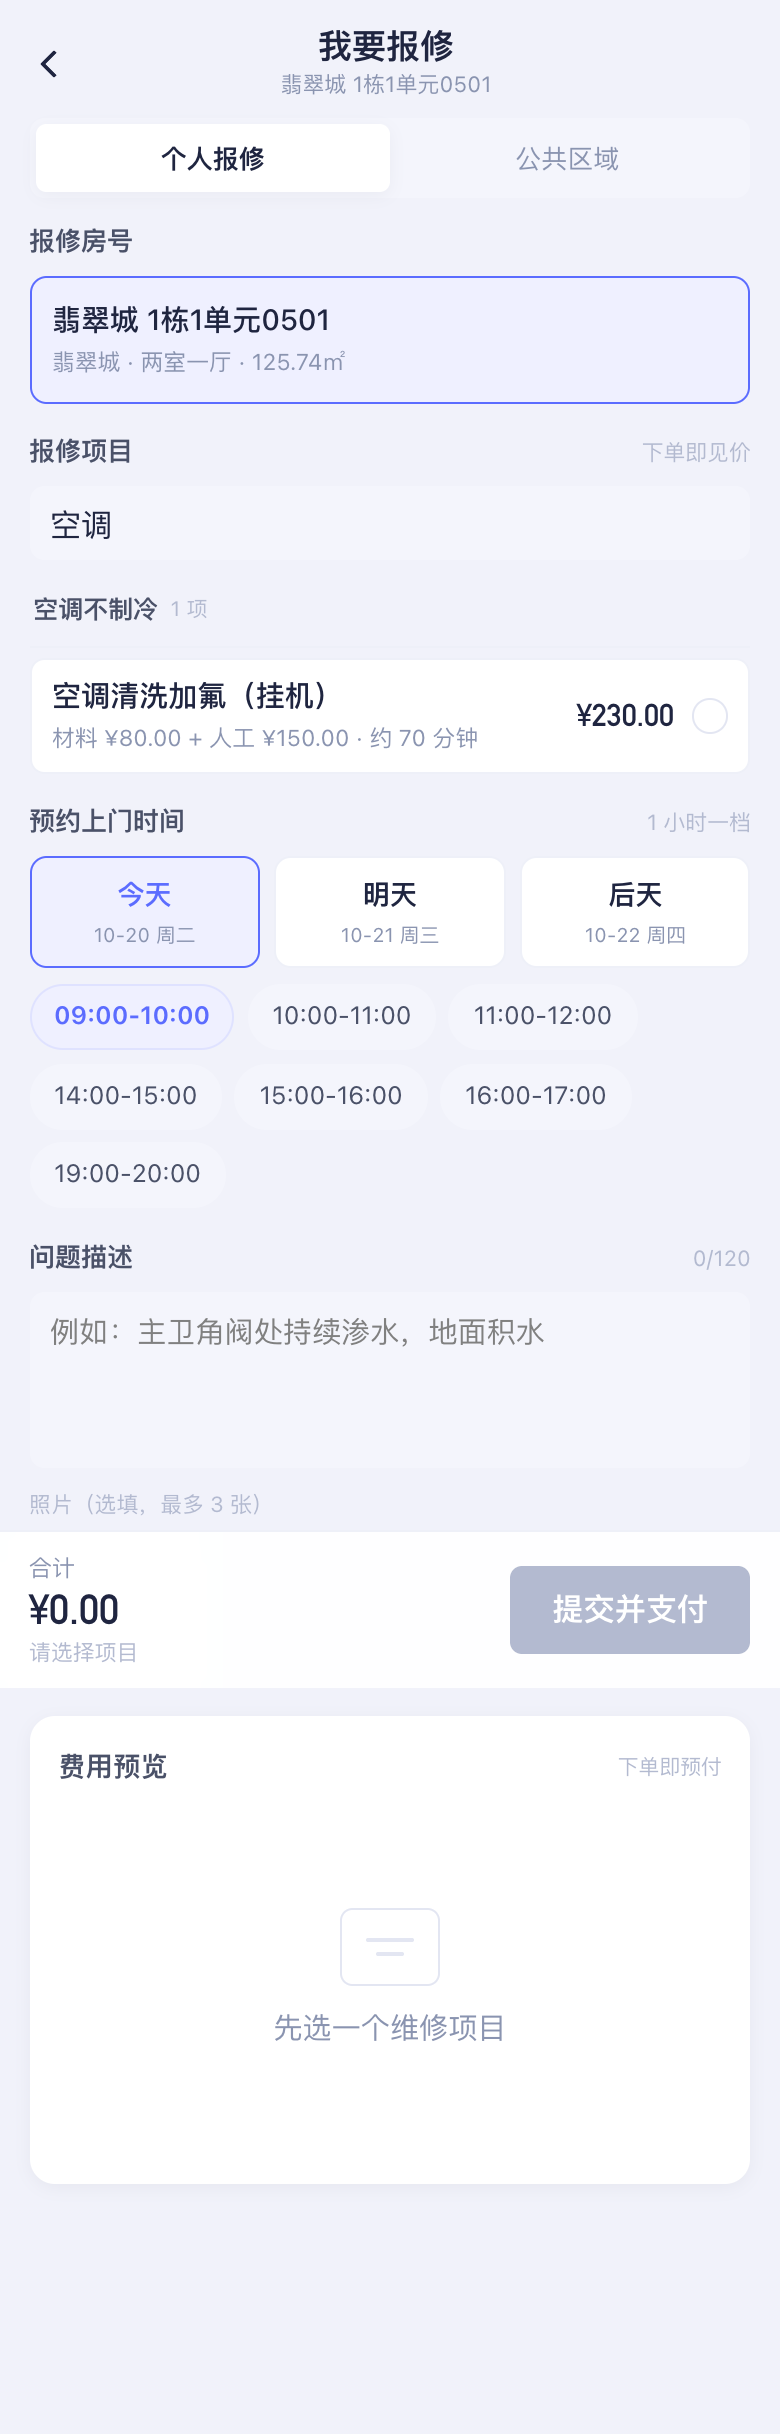 我要报修
翡翠城 1栋1单元0501
个人报修
公共区域
报修房号
翡翠城 1栋1单元0501
翡翠城 · 两室一厅 · 125.74㎡
报修项目
下单即见价
空调
空调不制冷 1 项
空调清洗加氟（挂机）
材料 ¥80.00 + 人工 ¥150.00 · 约 70 分钟
¥230.00
预约上门时间
1 小时一档
今天
10-20 周二
明天
10-21 周三
后天
10-22 周四
09:00-10:00
10:00-11:00
11:00-12:00
14:00-15:00
15:00-16:00
16:00-17:00
19:00-20:00
问题描述
0/120
例如：主卫角阀处持续渗水，地面积水
照片（选填，最多 3 张）
合计
¥0.00
请选择项目
提交并支付
费用预览
下单即预付
先选一个维修项目